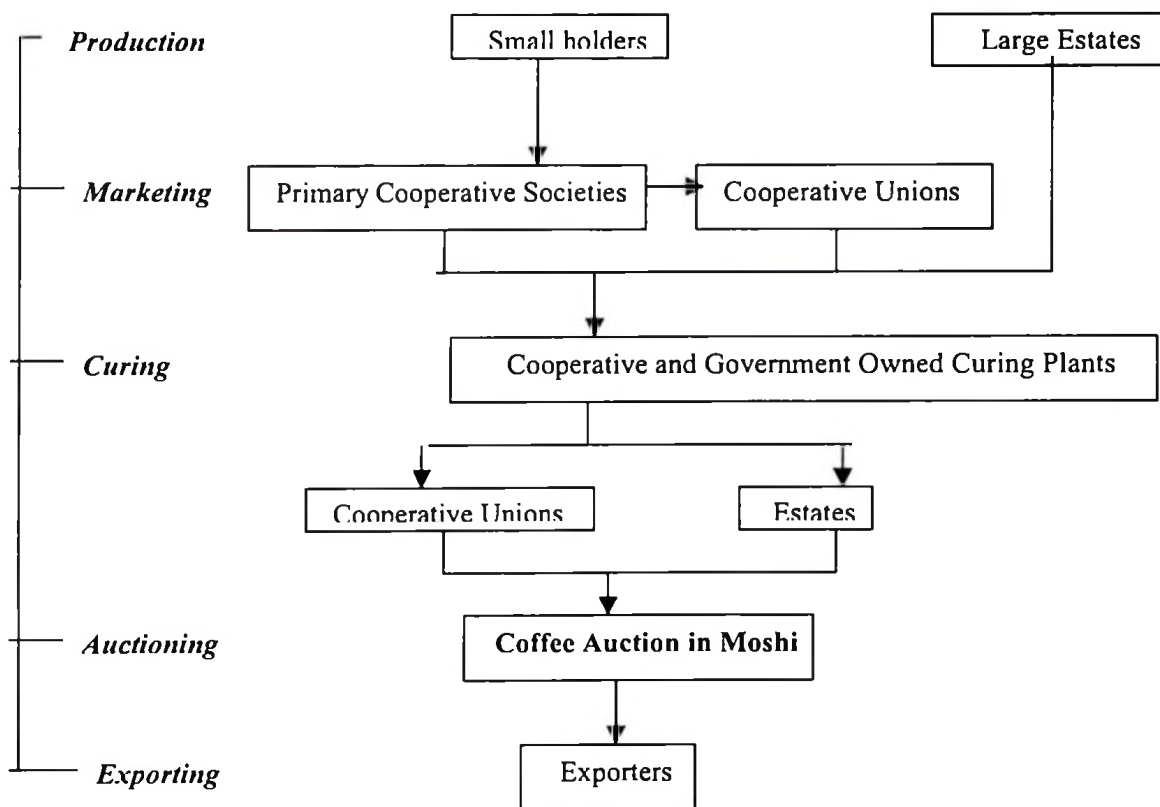 Production
Small holders
Large Estates
Marketing
Primary Cooperative Societies
Cooperative Unions
Curing
Cooperative and Government Owned Curing Plants
Cooperative Unions
Estates
Auctioning
Coffee Auction in Moshi
Exporting
Exporters